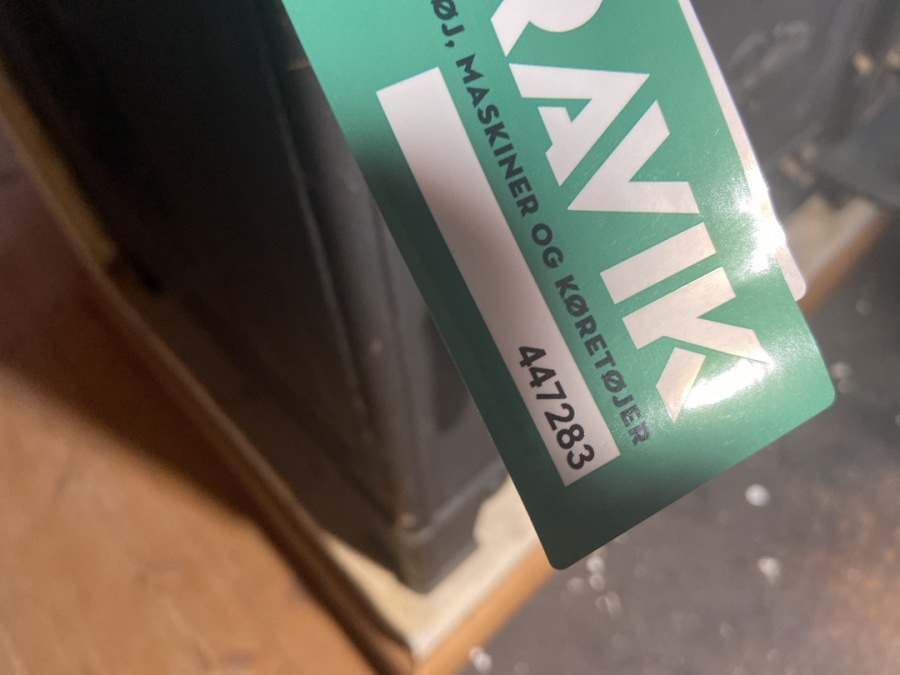 RAVIK
ØJ, MASKINER OG KØRETØJER
447283